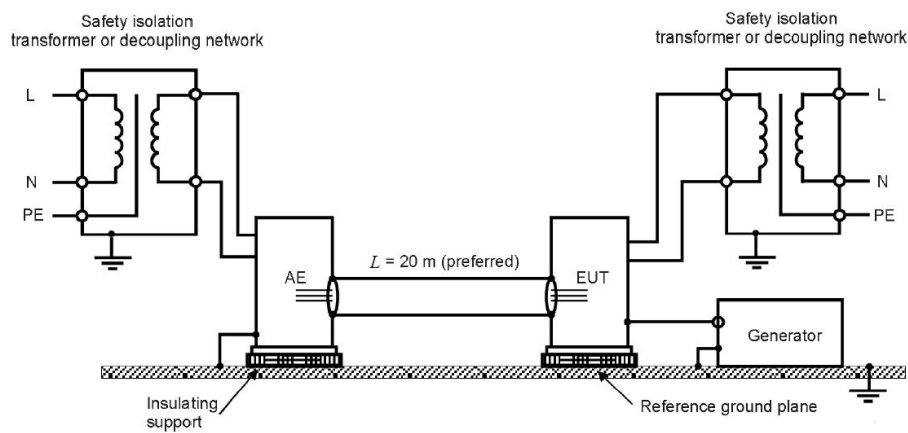 Safety isolation
transformer or decoupling network
Safety isolation
transformer or decoupling network
L
N
PE
L
N
PE
L = 20 m (preferred)
AE
EUT
Generator
Insulating
support
Reference ground plane